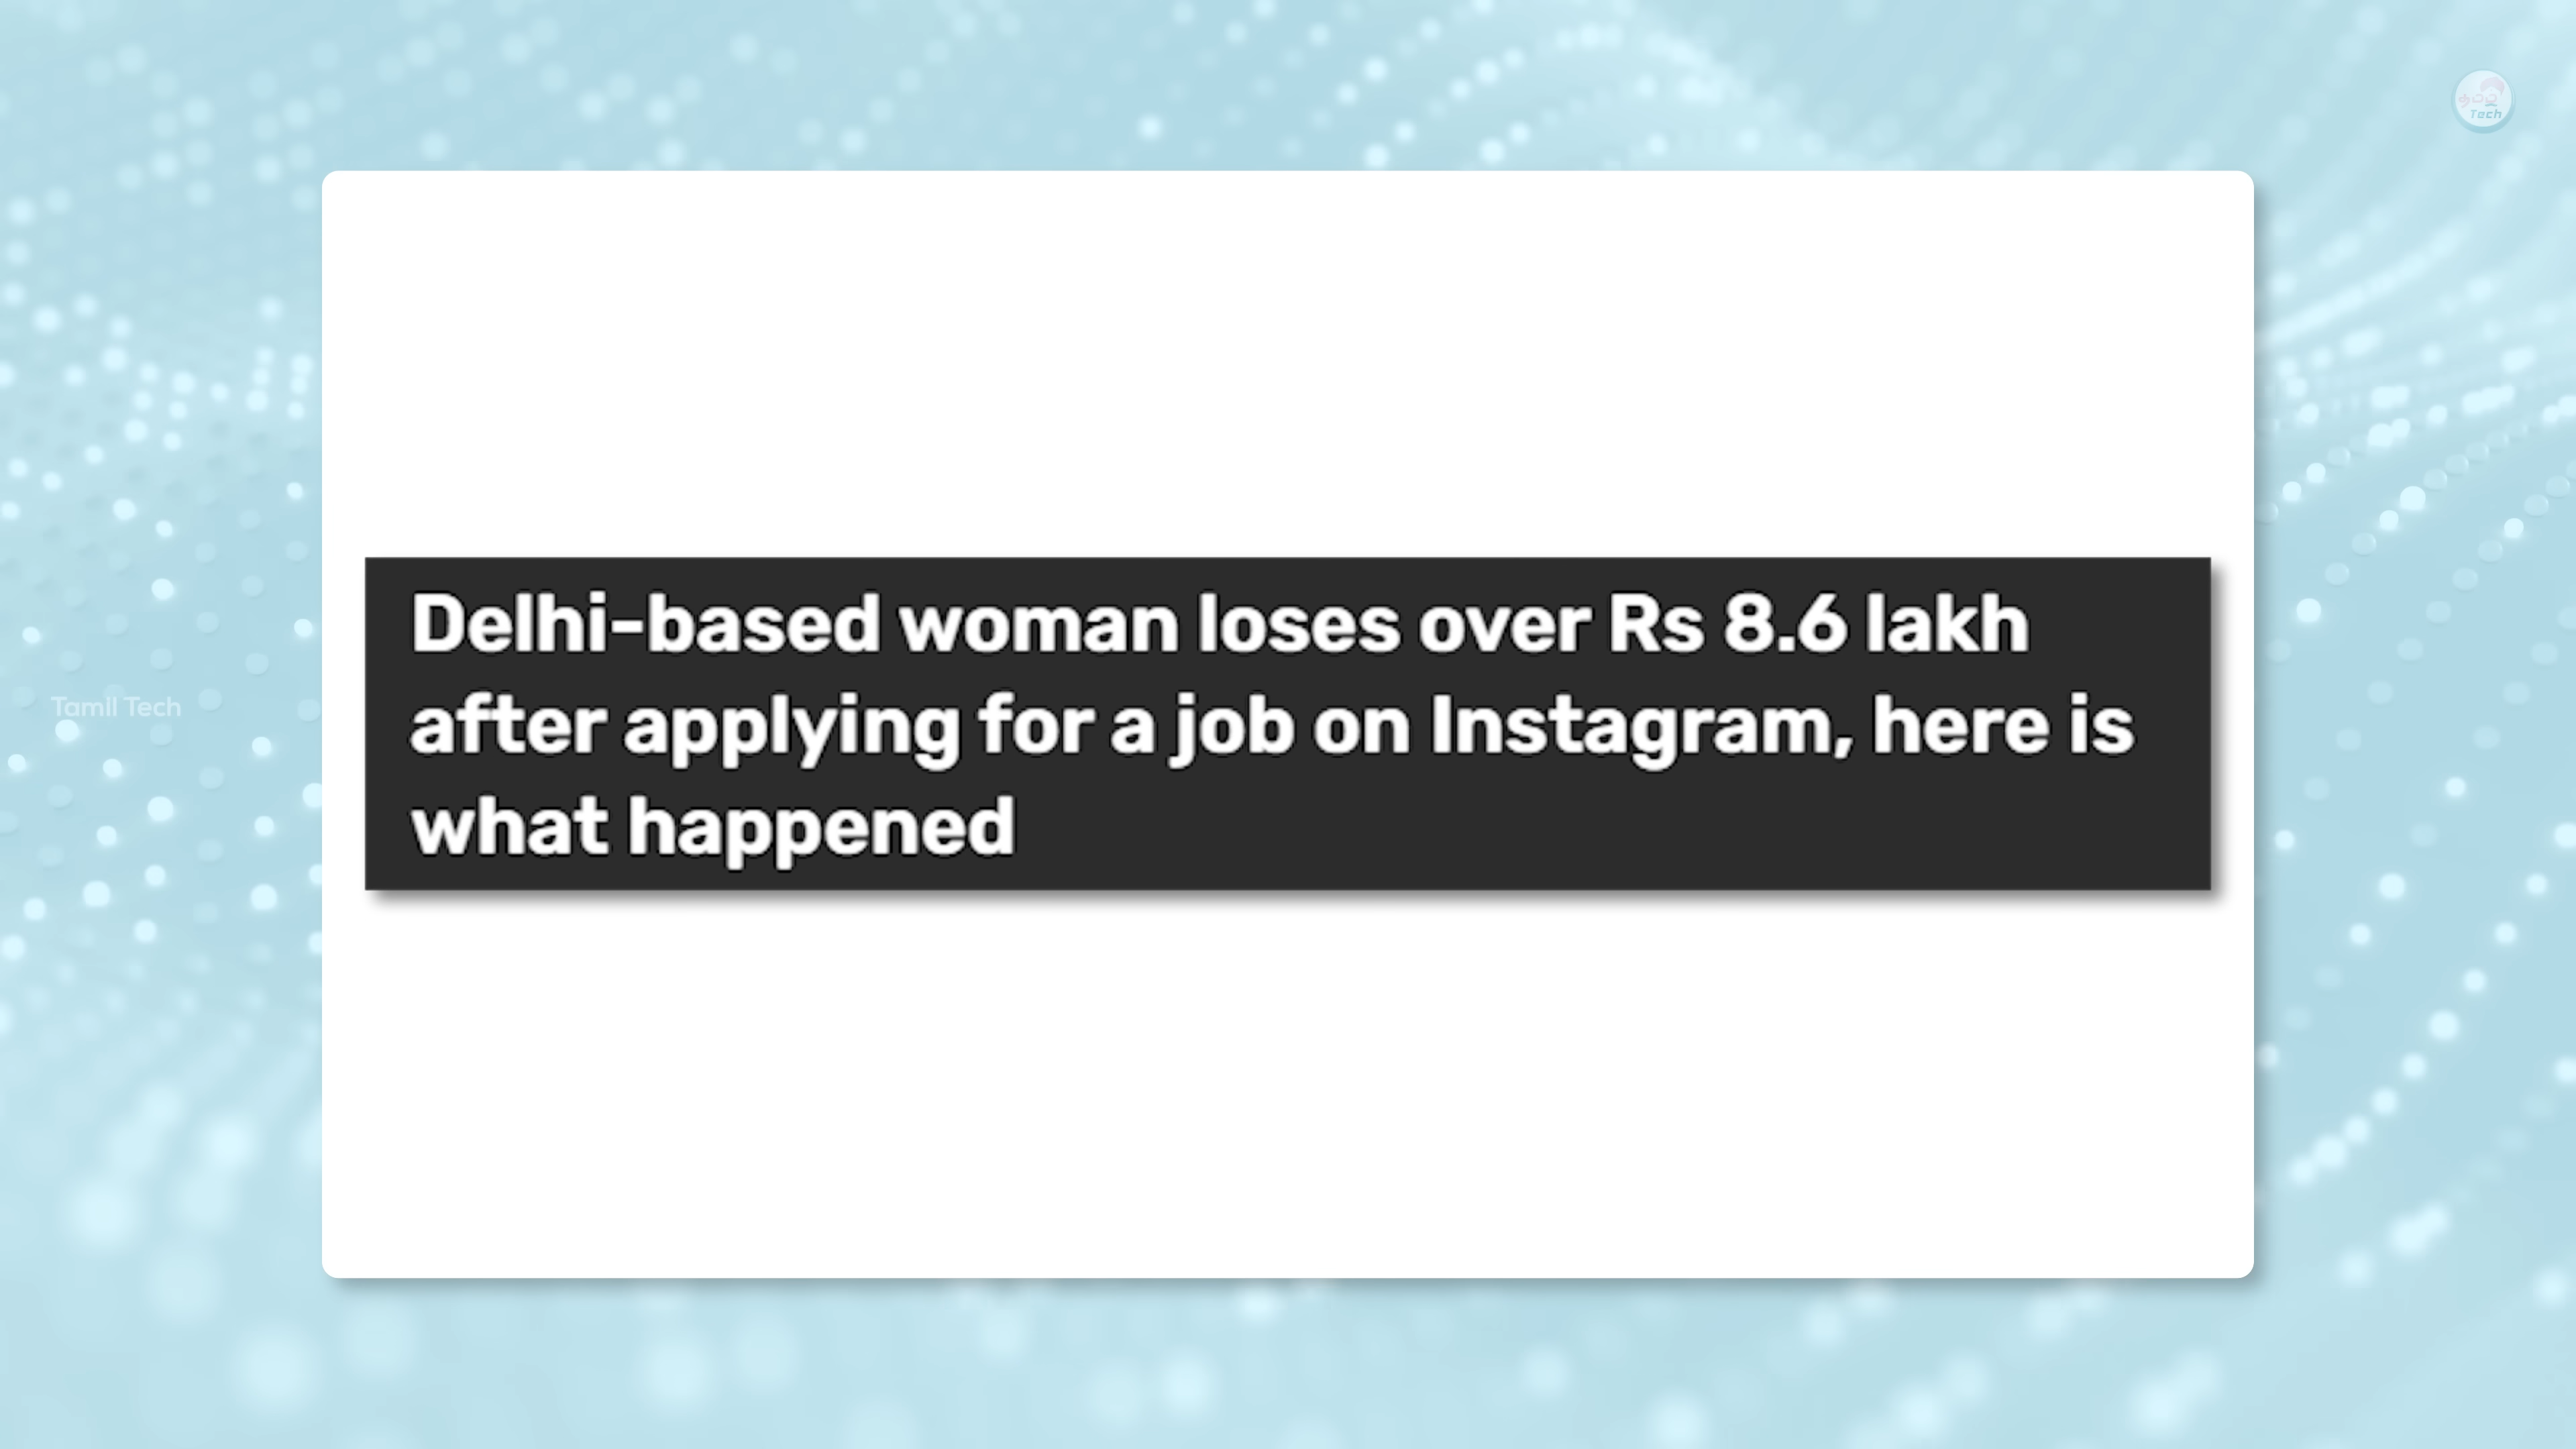 தமிழ்
Tech
Delhi-based woman loses over Rs 8.6 lakh
after applying for a job on Instagram, here is
what happened
Tamil Tech